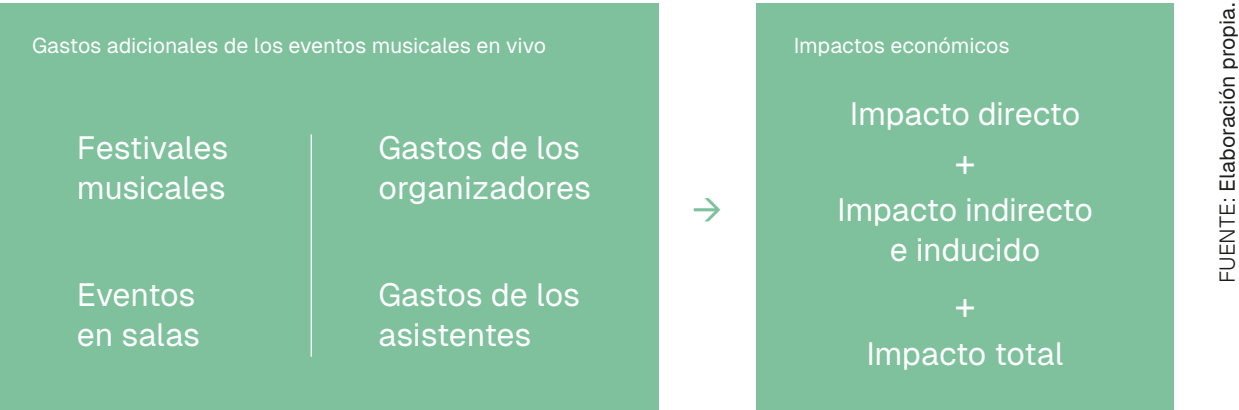 Gastos adicionales de los eventos musicales en vivo
Festivales
musicales
Gastos de los
organizadores
Eventos
en salas
Gastos de los
asistentes
→
Impactos económicos
Impacto directo
+
Impacto indirecto
e inducido
+
Impacto total
FUENTE: Elaboración propia.